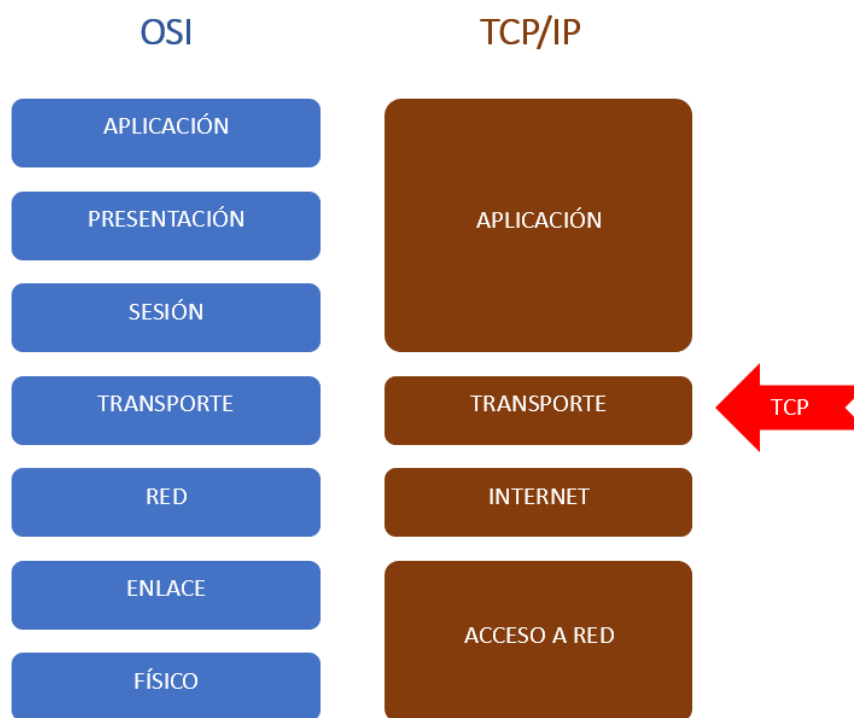 OSI
TCP/IP
APLICACIÓN
PRESENTACIÓN
SESIÓN
TRANSPORTE
RED
ENLACE
FÍSICO
APLICACIÓN
TRANSPORTE
INTERNET
ACCESO A RED
TCP